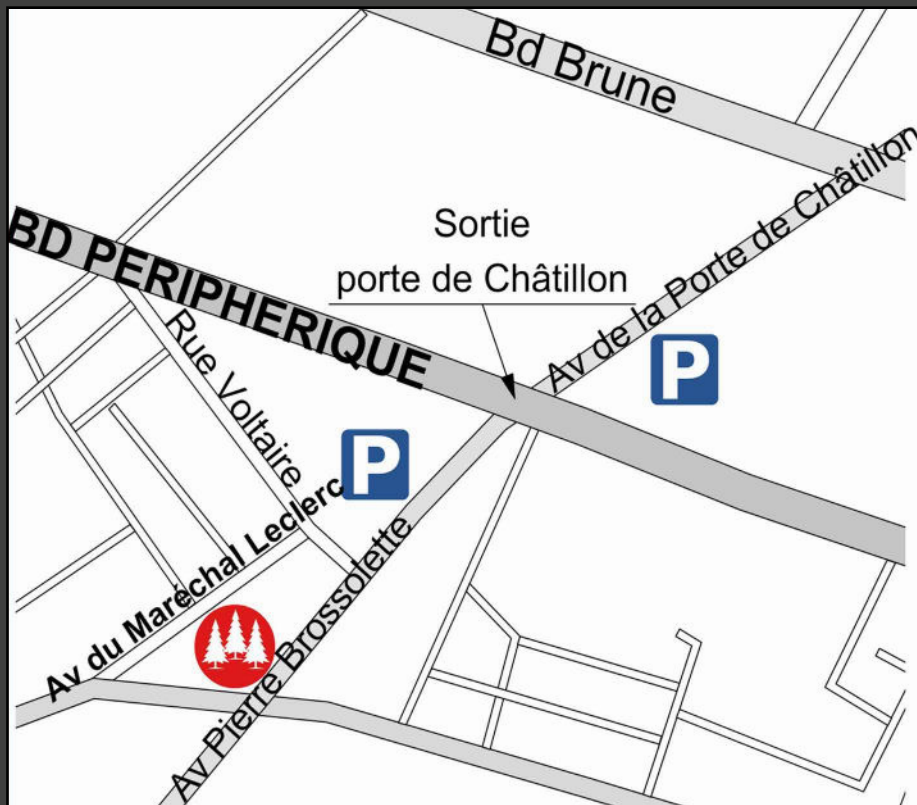 Bd Brune
Av de la Porte de Châtillon
Sortie
porte de Châtillon
BD PERIPHERIQUE
Rue Voltaire
P
P
Av du Maréchal Leclerc
Av Pierre Brossolette